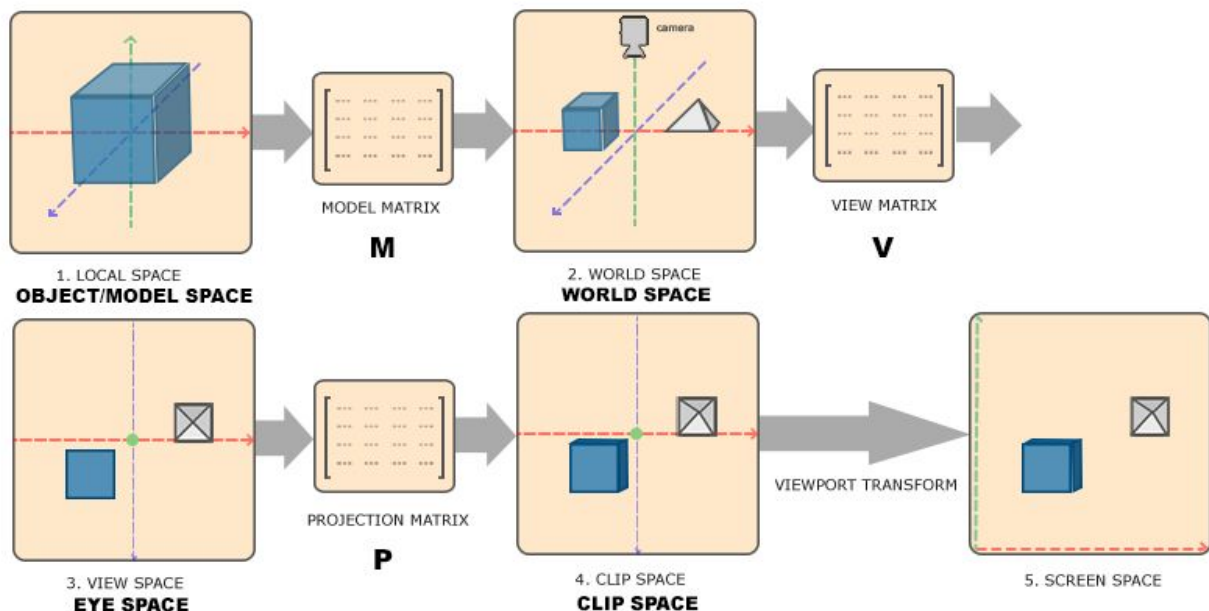 camera
MODEL MATRIX
VIEW MATRIX
M
V
1. LOCAL SPACE
OBJECT/MODEL SPACE
2. WORLD SPACE
WORLD SPACE
PROJECTION MATRIX
VIEWPORT TRANSFORM
P
3. VIEW SPACE
EYE SPACE
4. CLIP SPACE
CLIP SPACE
5. SCREEN SPACE